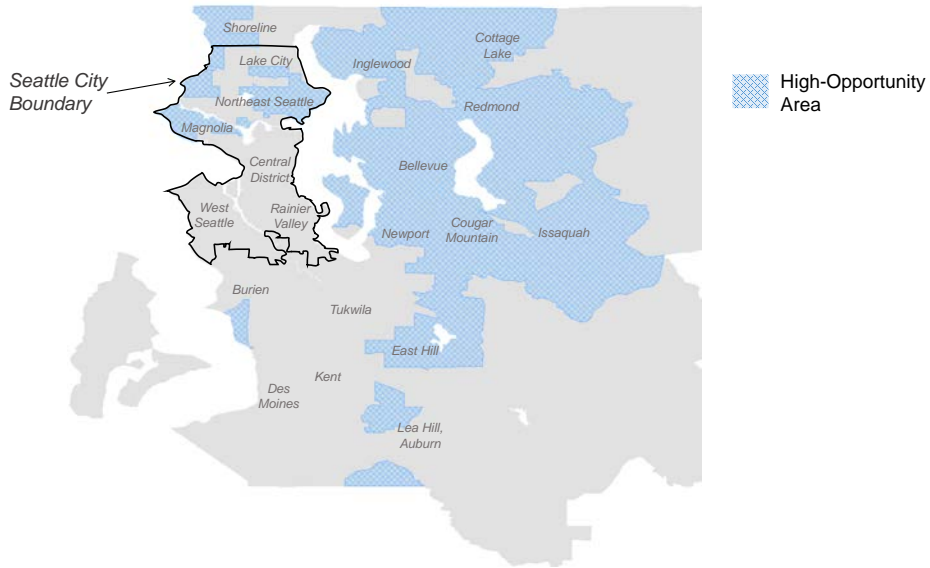 Shoreline
Cottage
Lake
Lake City
Inglewood
Seattle City
Boundary
High-Opportunity
Area
Northeast Seattle
Redmond
Magnolia
Central
District
Bellevue
West
Seattle
Rainier
Valley
Newport
Cougar
Mountain
Issaquah
Burien
Tukwila
East Hill
Kent
Des
Moines
Lea Hill,
Auburn